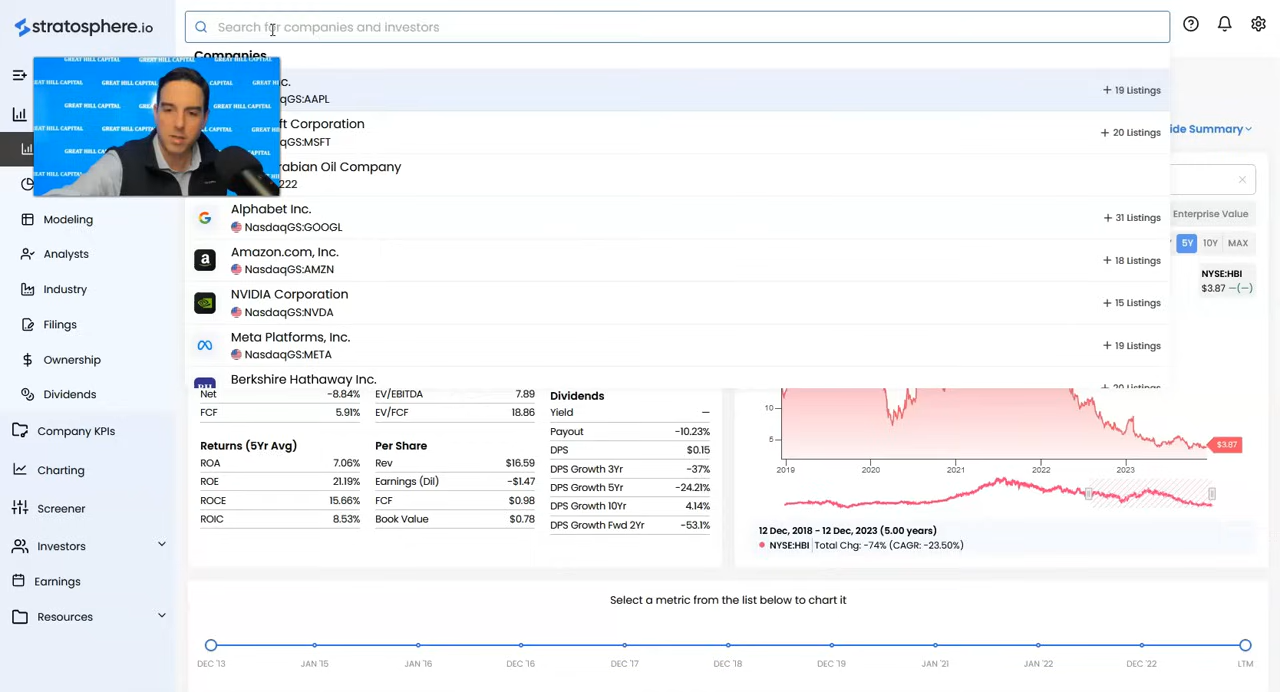 stratosphere.io
Search for companies and investors
Companies
c.
aqGS:AAPL
+ 19 Listings
ft Corporation
aqGS:MSFT
+ 20 Listings
rabian Oil Company
222
Alphabet Inc.
NasdaqGS:GOOGL
+ 31 Listings
Amazon.com, Inc.
NasdaqGS:AMZN
+ 18 Listings
NVIDIA Corporation
NasdaqGS:NVDA
+ 15 Listings
Meta Platforms, Inc.
NasdaqGS:META
+ 19 Listings
Berkshire Hathaway Inc.
+ 20 Listings
GREAT HILL CAPITAL
Modeling
Analysts
Industry
Filings
Ownership
Dividends
Company KPIs
Charting
Screener
Investors
Earnings
Resources
ide Summary
Enterprise Value
5Y 10Y MAX
NYSE:HBI
$3.87 —(—)
Net -8.84%
FCF 5.91%
Returns (5Yr Avg)
ROA 7.06%
ROE 21.19%
ROCE 15.56%
ROIC 8.53%
EV/EBITDA 7.89
EV/FCF 18.86
Per Share
Rev $16.59
Earnings (Dil) -$1.47
FCF $0.98
Book Value $0.78
Dividends
Yield —
Payout -10.23%
DPS $0.15
DPS Growth 3Yr -37%
DPS Growth 5Yr -24.21%
DPS Growth 10Yr 4.14%
DPS Growth Fwd 2Yr -53.1%
10
5
$3.87
2019 2020 2021 2022 2023
12 Dec, 2018 - 12 Dec, 2023 (5.00 years)
NYSE:HBI Total Chg: -74% (CAGR: -23.50%)
Select a metric from the list below to chart it
DEC '13 JAN '15 JAN '16 DEC '16 DEC '17 DEC '18 DEC '19 JAN '21 JAN '22 DEC '22 LTM